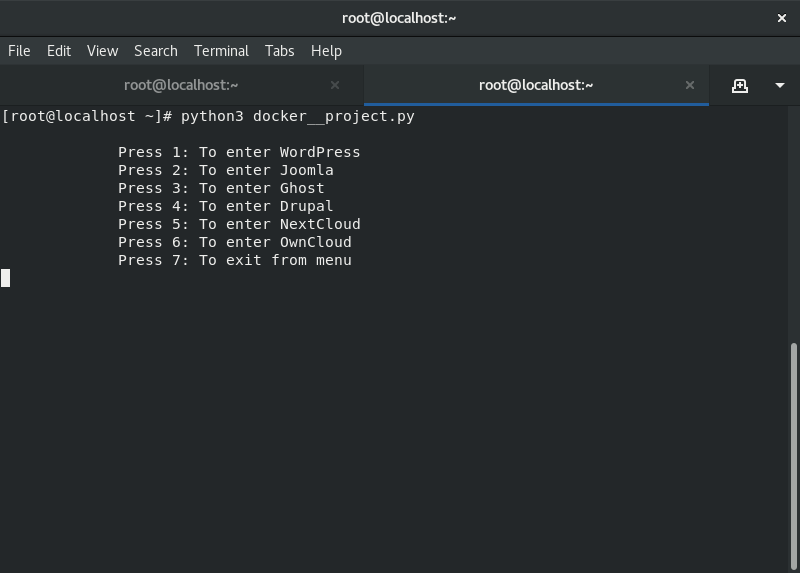 root@localhost:~
File Edit View Search Terminal Tabs Help
root@localhost:~ root@localhost:~
[root@localhost ~]# python3 docker__project.py
Press 1: To enter WordPress
Press 2: To enter Joomla
Press 3: To enter Ghost
Press 4: To enter Drupal
Press 5: To enter NextCloud
Press 6: To enter OwnCloud
Press 7: To exit from menu